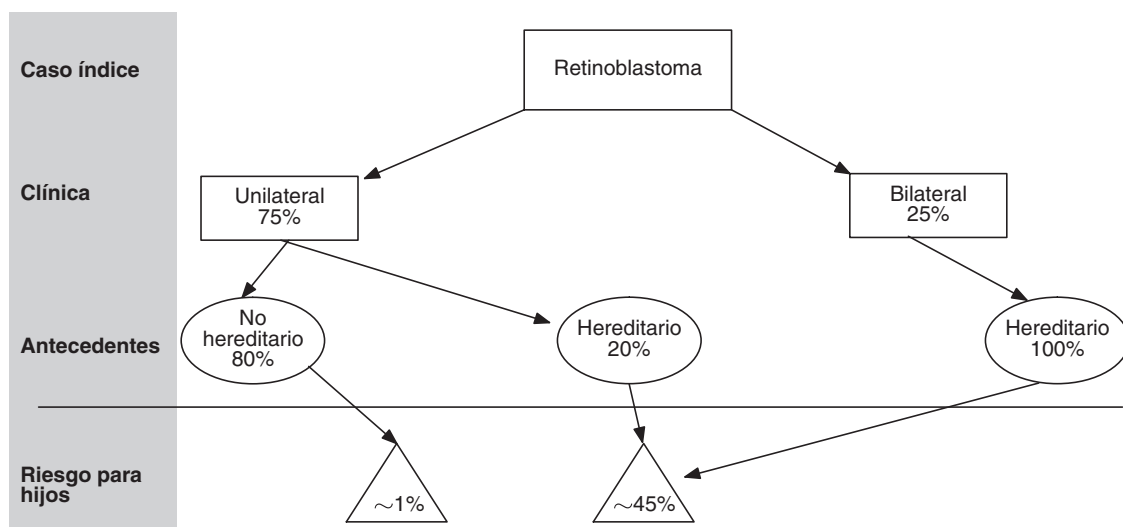 Caso índice
Retinoblastoma
Clínica
Unilateral
75%
Bilateral
25%
Antecedentes
No
hereditario
80%
Hereditario
20%
Hereditario
100%
Riesgo para
hijos
~1%
~45%